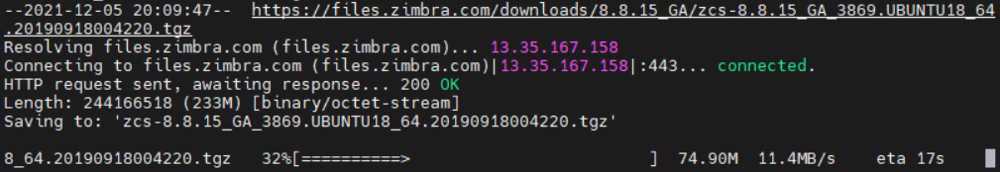 --2021-12-05 20:09:47--  https://files.zimbra.com/downloads/8.8.15_GA/zcs-8.8.15_GA_3869.UBUNTU18_64
.20190918004220.tgz
Resolving files.zimbra.com (files.zimbra.com)... 13.35.167.158
Connecting to files.zimbra.com (files.zimbra.com)|13.35.167.158|:443... connected.
HTTP request sent, awaiting response... 200 OK
Length: 244166518 (233M) [binary/octet-stream]
Saving to: 'zcs-8.8.15_GA_3869.UBUNTU18_64.20190918004220.tgz'
8_64.20190918004220.tgz   32%[==========>                        ]  74.90M  11.4MB/s    eta 17s